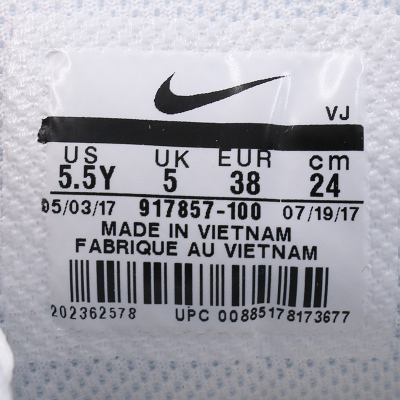 VJ
US UK EUR cm
5.5Y 5 38 24
05/03/17 917857-100 07/19/17
MADE IN VIETNAM
FABRIQUE AU VIETNAM
202362578 UPC 00885178173677